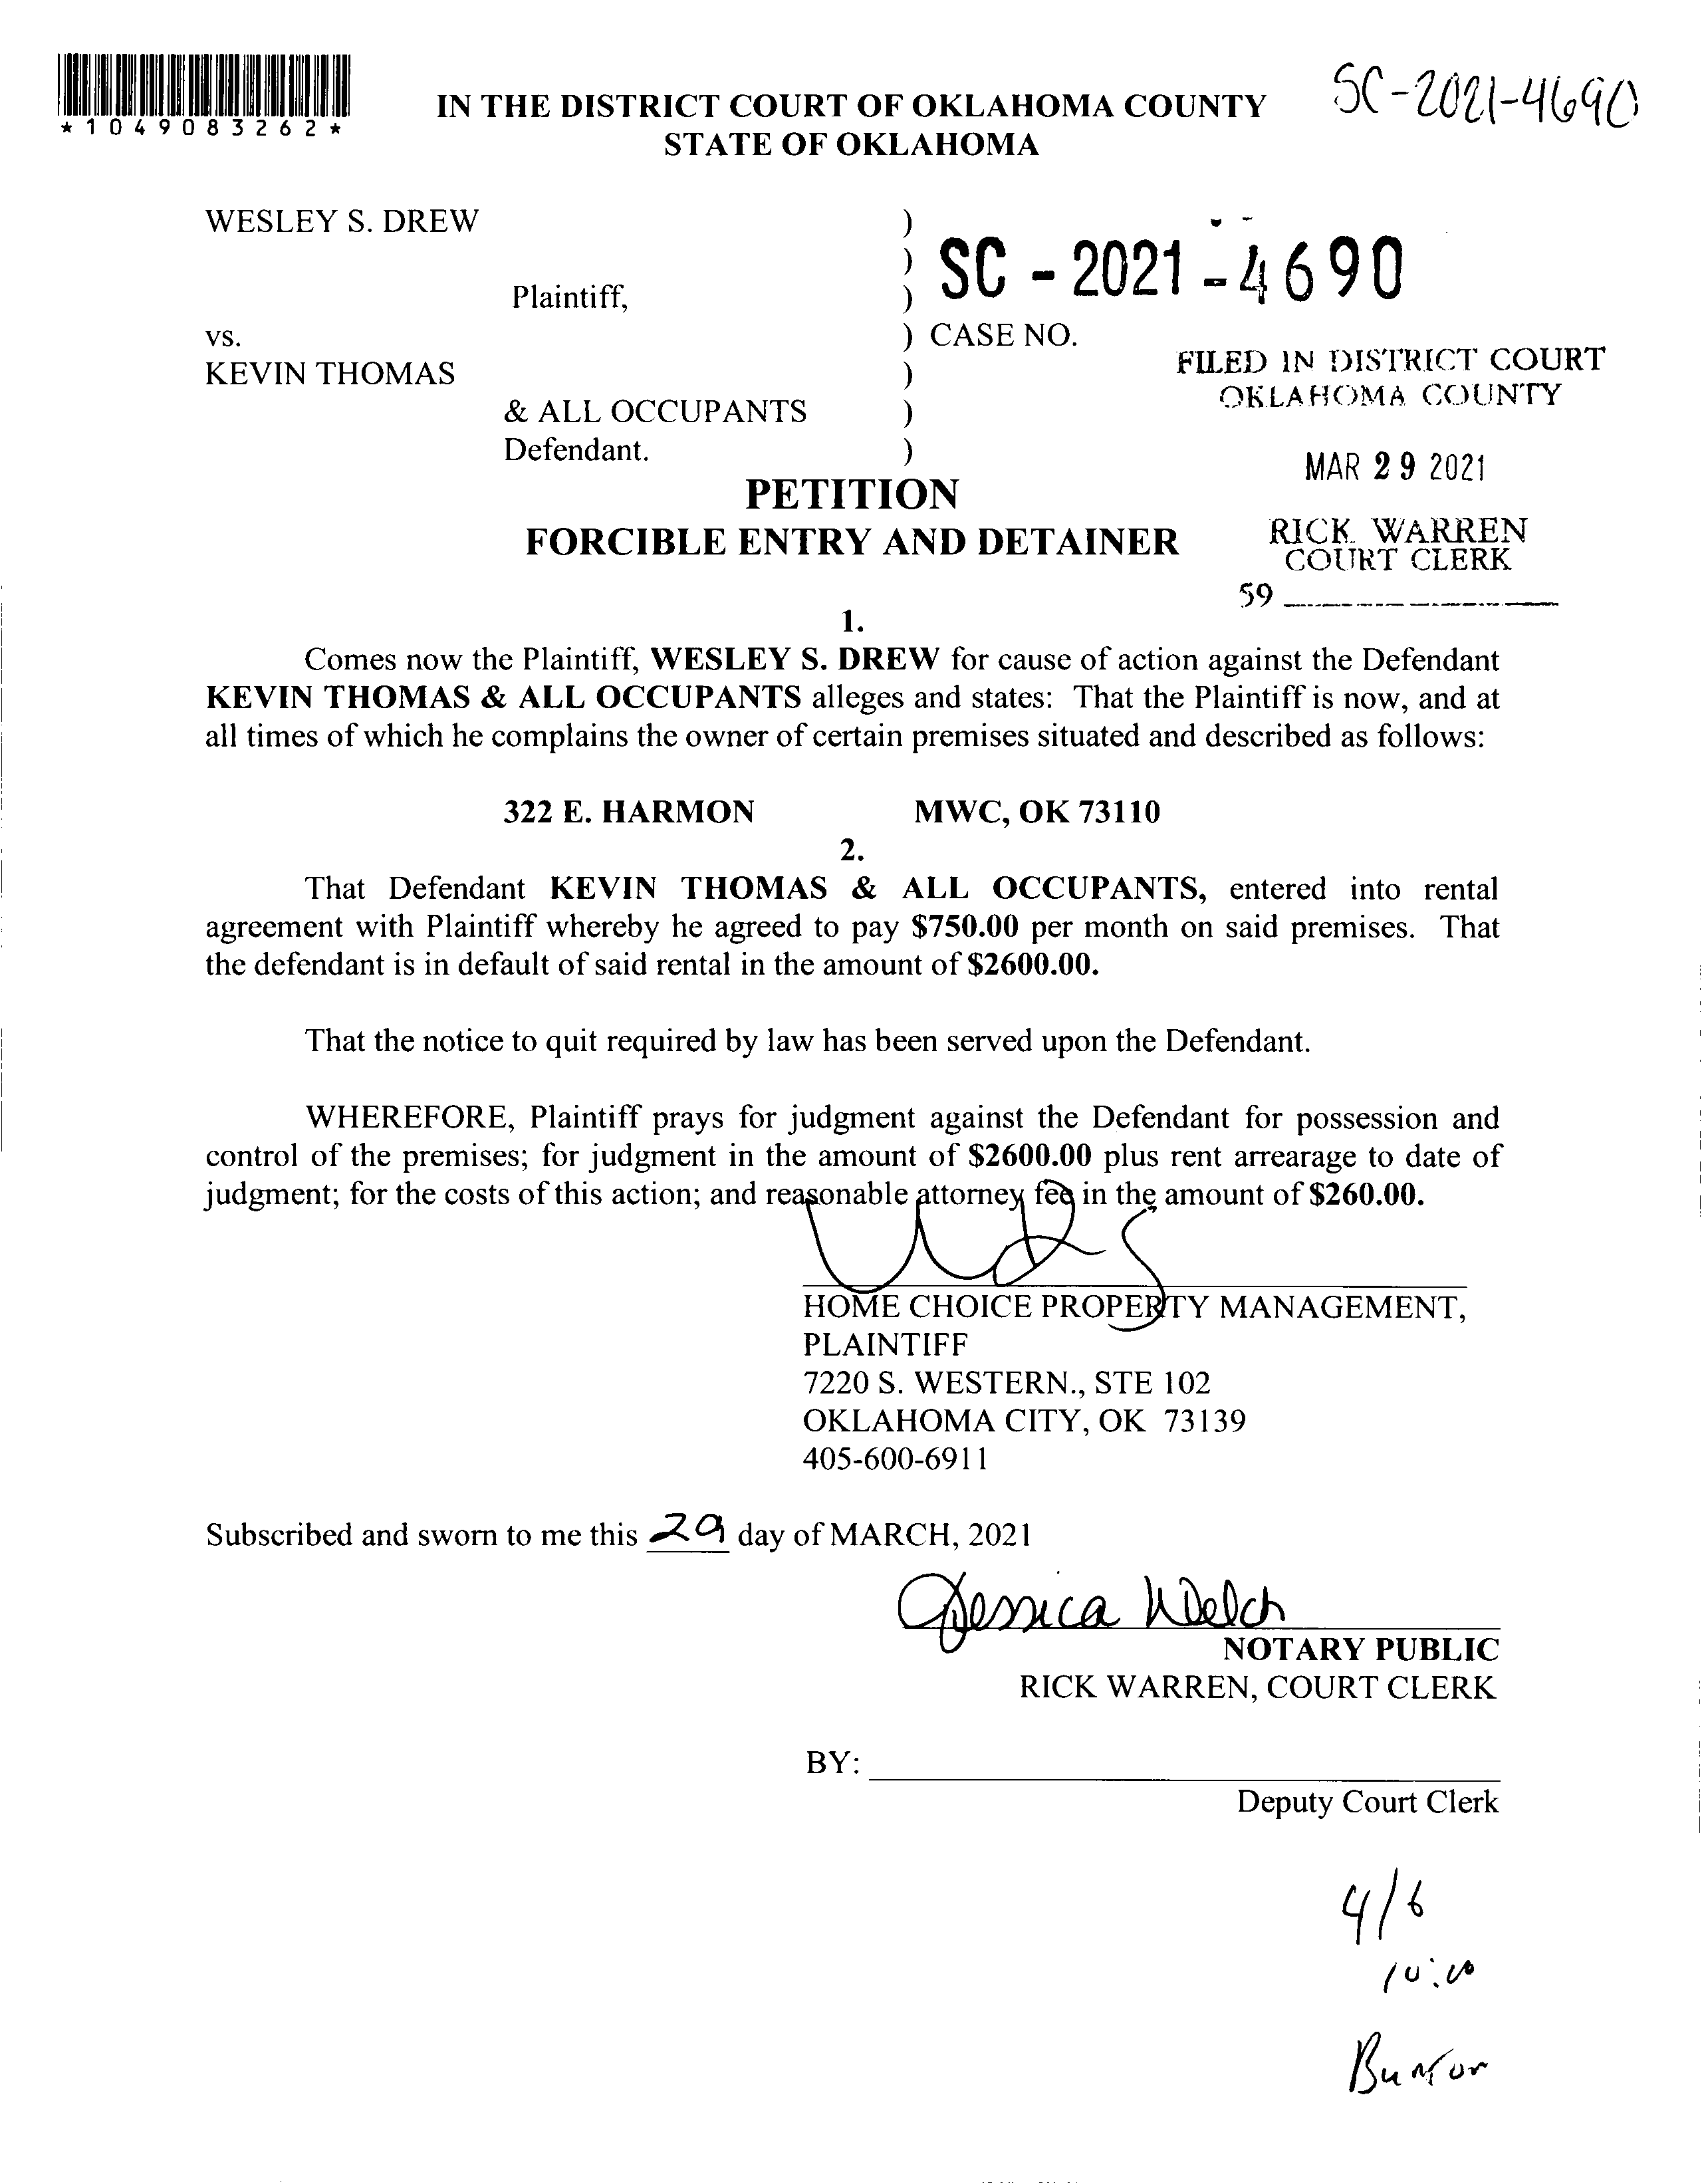 SC-2021-4690
*1049083262*
IN THE DISTRICT COURT OF OKLAHOMA COUNTY
STATE OF OKLAHOMA
WESLEY S. DREW )
)
Plaintiff, )
SC - 2021 - 4690
vs. ) CASE NO.
KEVIN THOMAS )
& ALL OCCUPANTS )
Defendant. )
FILED IN DISTRICT COURT
OKLAHOMA COUNTY
MAR 29 2021
RICK WARREN
COURT CLERK
59
PETITION
FORCIBLE ENTRY AND DETAINER
1.
Comes now the Plaintiff, WESLEY S. DREW for cause of action against the Defendant
KEVIN THOMAS & ALL OCCUPANTS alleges and states: That the Plaintiff is now, and at
all times of which he complains the owner of certain premises situated and described as follows:
322 E. HARMON MWC, OK 73110
2.
That Defendant KEVIN THOMAS & ALL OCCUPANTS, entered into rental
agreement with Plaintiff whereby he agreed to pay $750.00 per month on said premises. That
the defendant is in default of said rental in the amount of $2600.00.
That the notice to quit required by law has been served upon the Defendant.
WHEREFORE, Plaintiff prays for judgment against the Defendant for possession and
control of the premises; for judgment in the amount of $2600.00 plus rent arrearage to date of
judgment; for the costs of this action; and reasonable attorney fee in the amount of $260.00.
HOME CHOICE PROPERTY MANAGEMENT,
PLAINTIFF
7220 S. WESTERN., STE 102
OKLAHOMA CITY, OK 73139
405-600-6911
Subscribed and sworn to me this 29 day of MARCH, 2021
Jessica Welch
NOTARY PUBLIC
RICK WARREN, COURT CLERK
BY:
Deputy Court Clerk
4/6
10:00